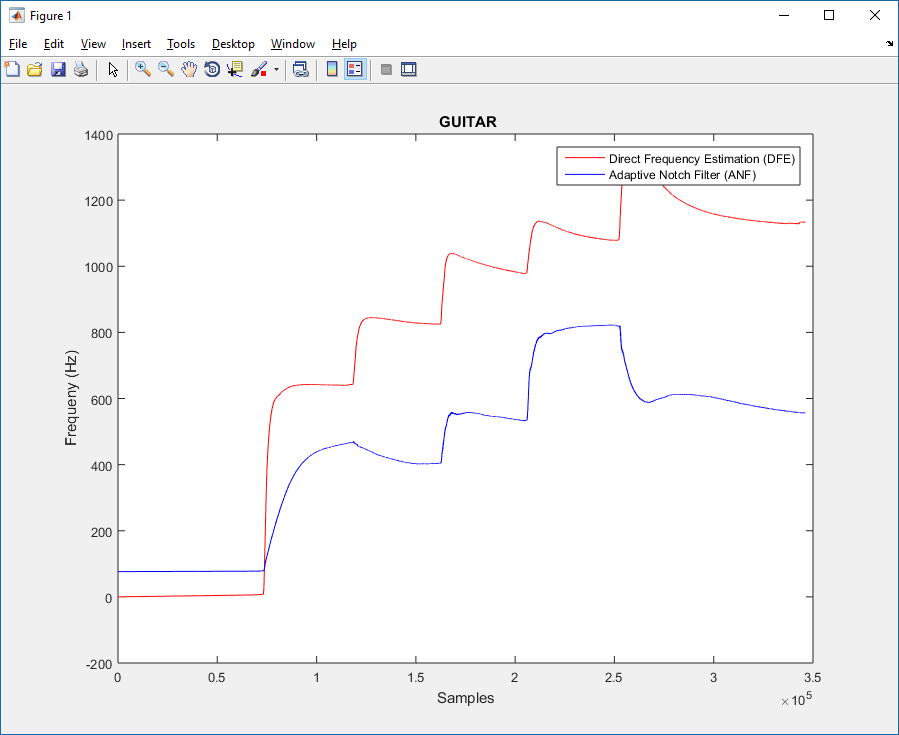 Figure 1
File Edit View Insert Tools Desktop Window Help
GUITAR
Direct Frequency Estimation (DFE)
Adaptive Notch Filter (ANF)
Frequeny (Hz)
1400
1200
1000
800
600
400
200
0
-200
0 0.5 1 1.5 2 2.5 3 3.5
Samples
×10^5